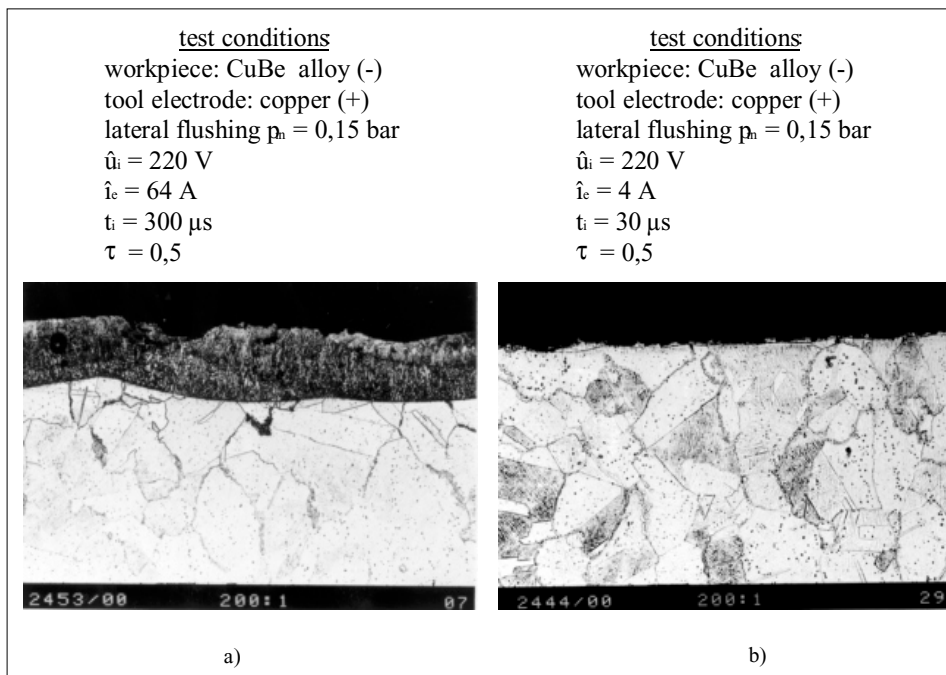 test conditions:
workpiece: CuBe alloy (-)
tool electrode: copper (+)
lateral flushing pin = 0,15 bar
ûi = 220 V
îe = 64 A
ti = 300 µs
τ = 0,5
2453/00 200:1 07
a)
test conditions:
workpiece: CuBe alloy (-)
tool electrode: copper (+)
lateral flushing pin = 0,15 bar
ûi = 220 V
îe = 4 A
ti = 30 µs
τ = 0,5
2444/00 200:1 29
b)